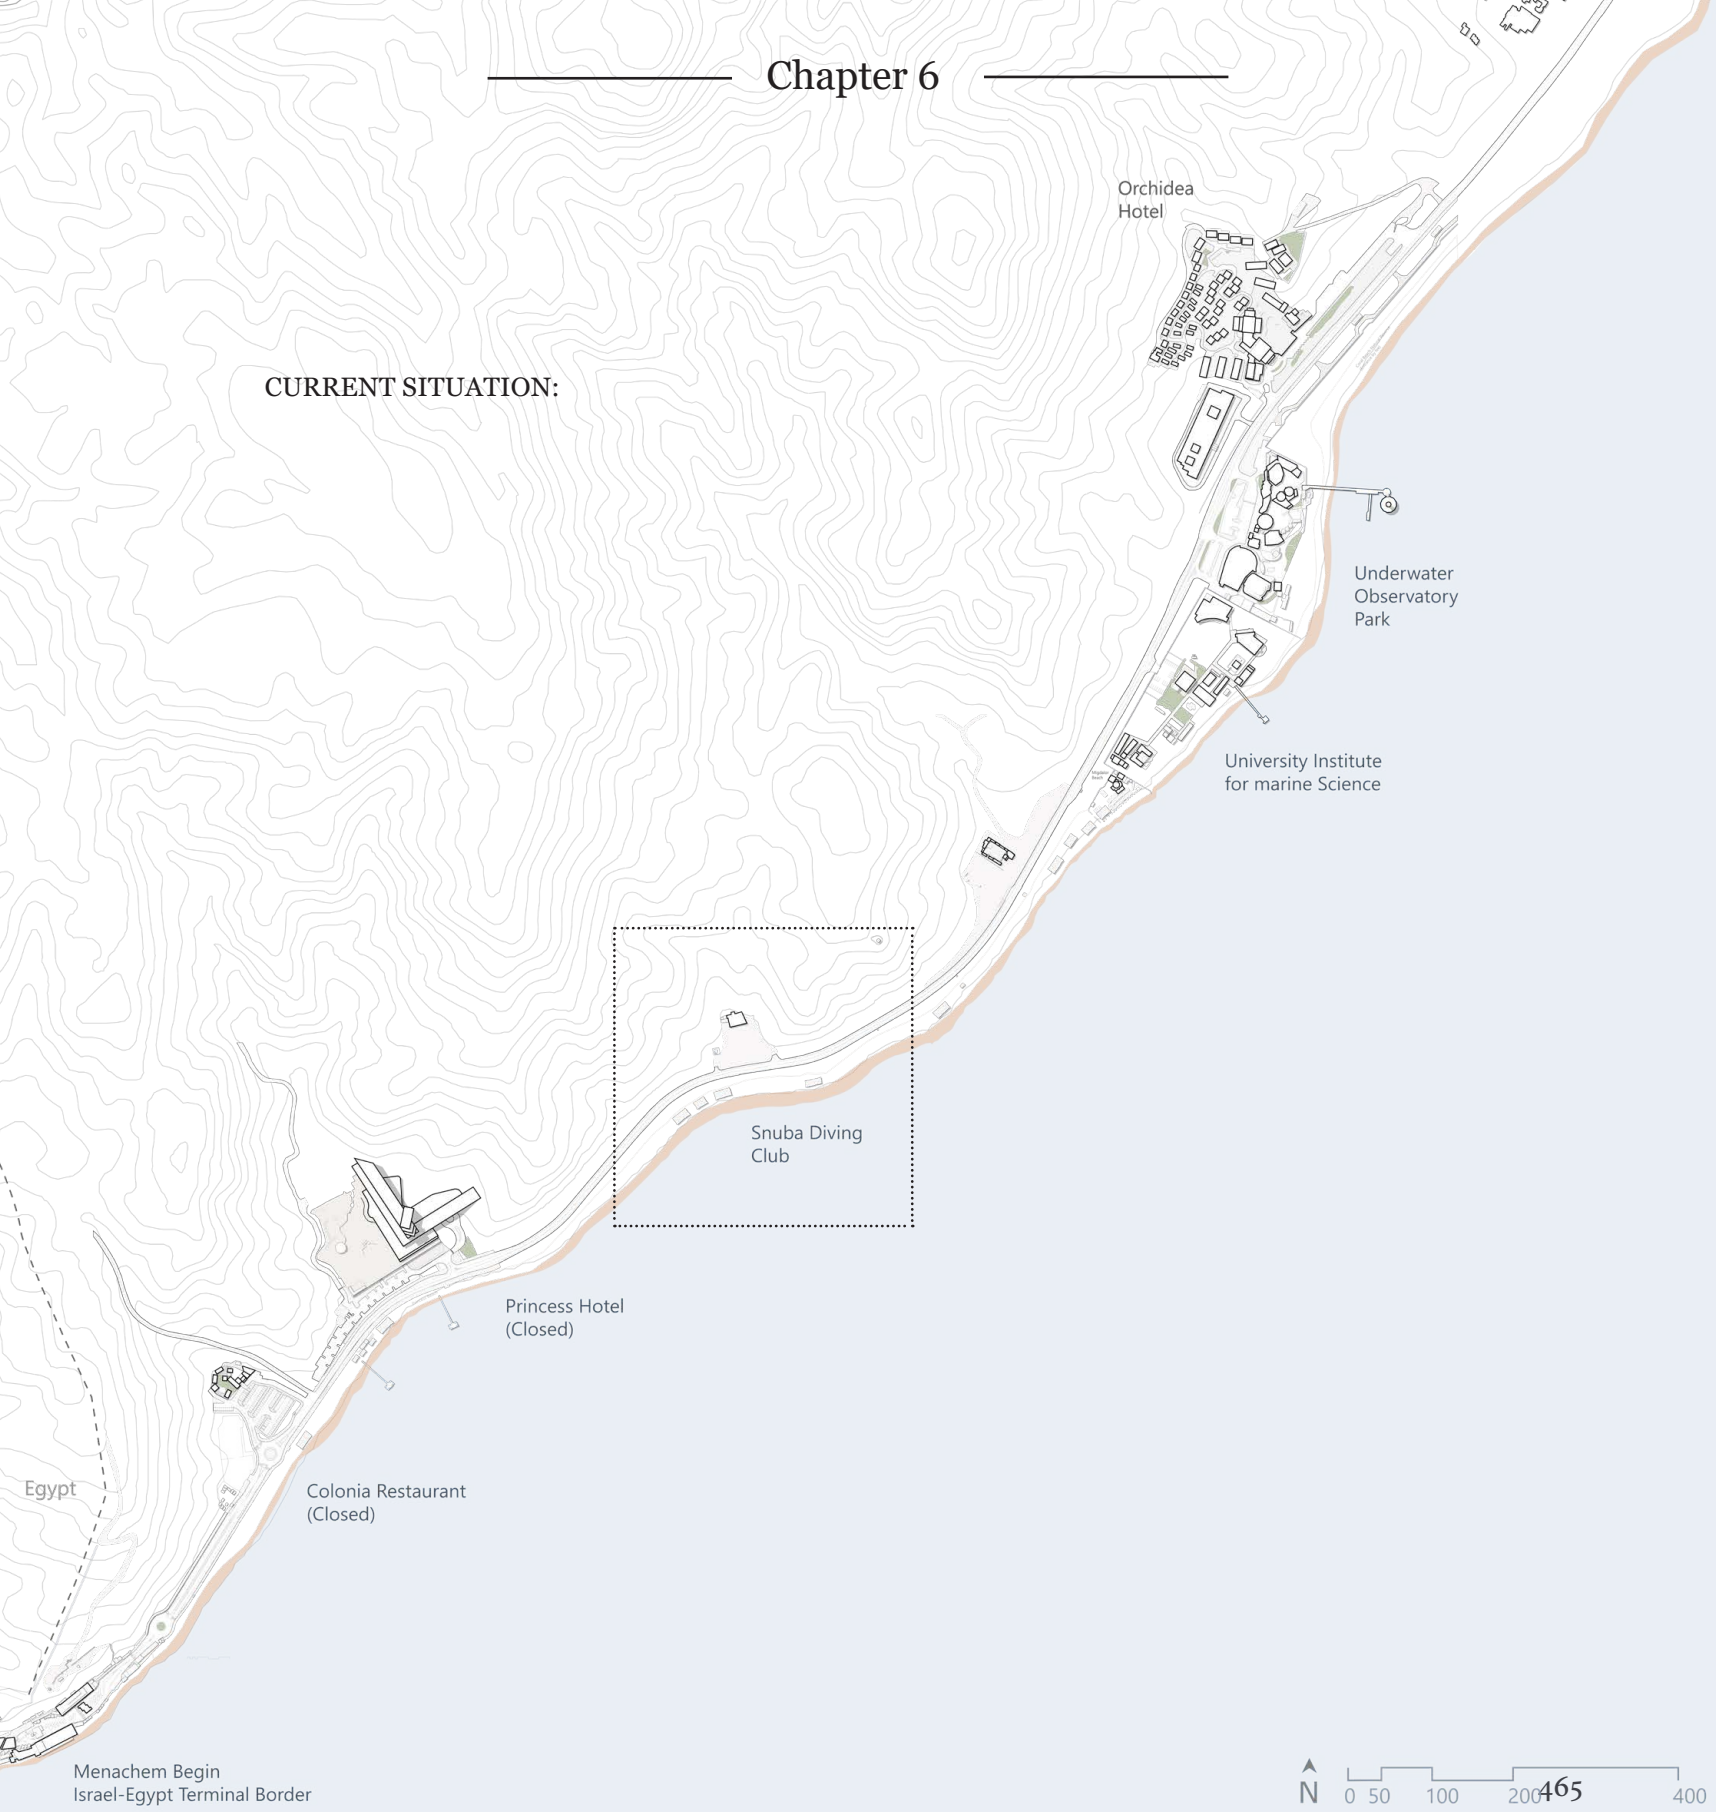 Chapter 6
Orchidea
Hotel
CURRENT SITUATION:
Underwater
Observatory
Park
University Institute
for marine Science
Snuba Diving
Club
Princess Hotel
(Closed)
Egypt
Colonia Restaurant
(Closed)
Menachem Begin
Israel-Egypt Terminal Border
N 0 50 100 200 400
465